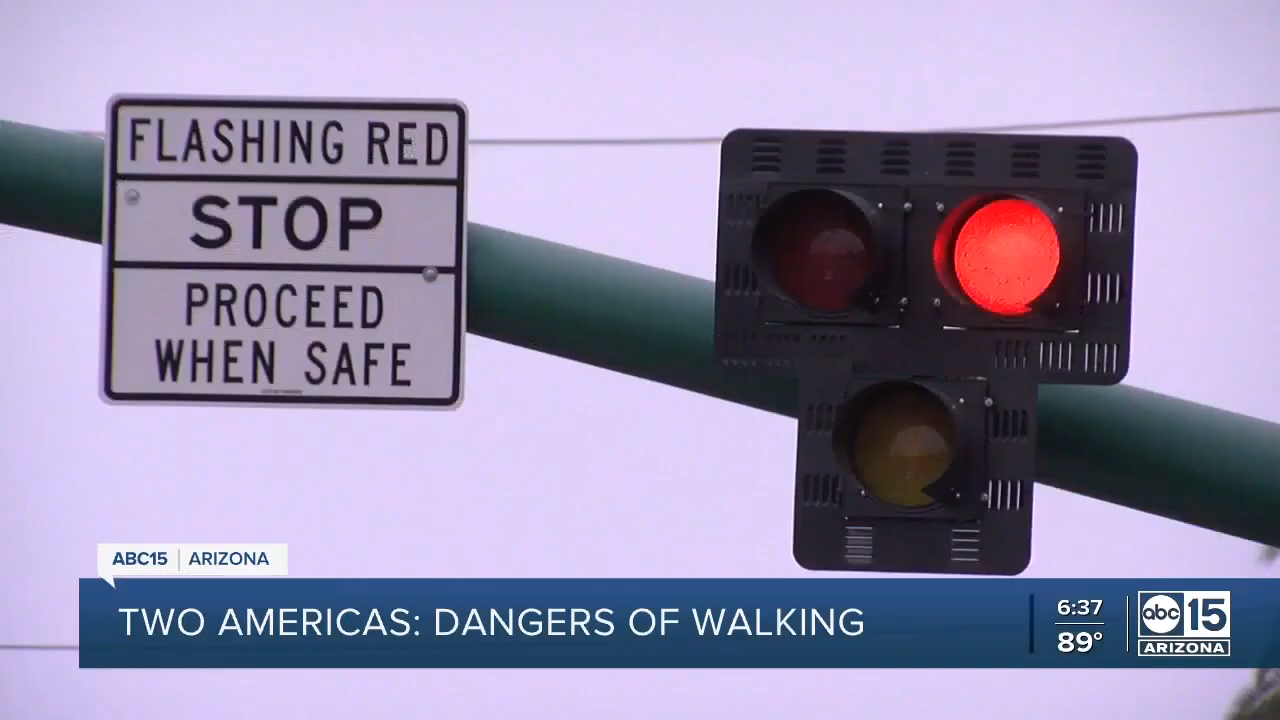 FLASHING RED
STOP
PROCEED
WHEN SAFE
ABC15 | ARIZONA
TWO AMERICAS: DANGERS OF WALKING
6:37
89°
abc 15
ARIZONA